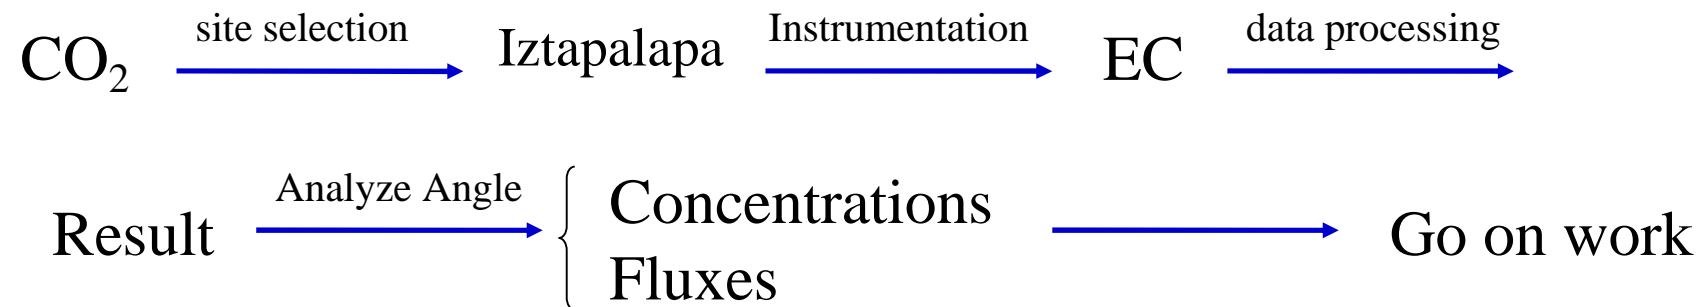 CO₂ site selection Iztapalapa Instrumentation EC data processing
Result Analyze Angle Concentrations
Fluxes Go on work